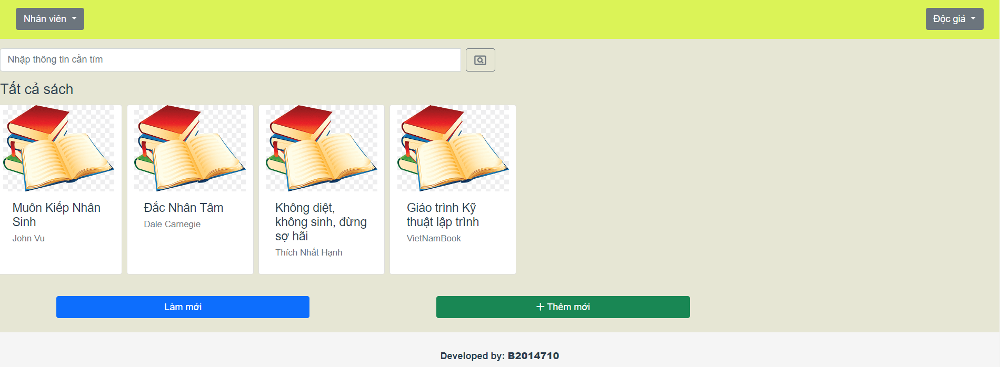 Nhân viên
Độc giả
Nhập thông tin cần tìm
Tất cả sách
Muôn Kiếp Nhân
Sinh
John Vu
Đắc Nhân Tâm
Dale Carnegie
Không diệt,
không sinh, đừng
sợ hãi
Thích Nhất Hạnh
Giáo trình Kỹ
thuật lập trình
VietNamBook
Làm mới
Thêm mới
Developed by: B2014710